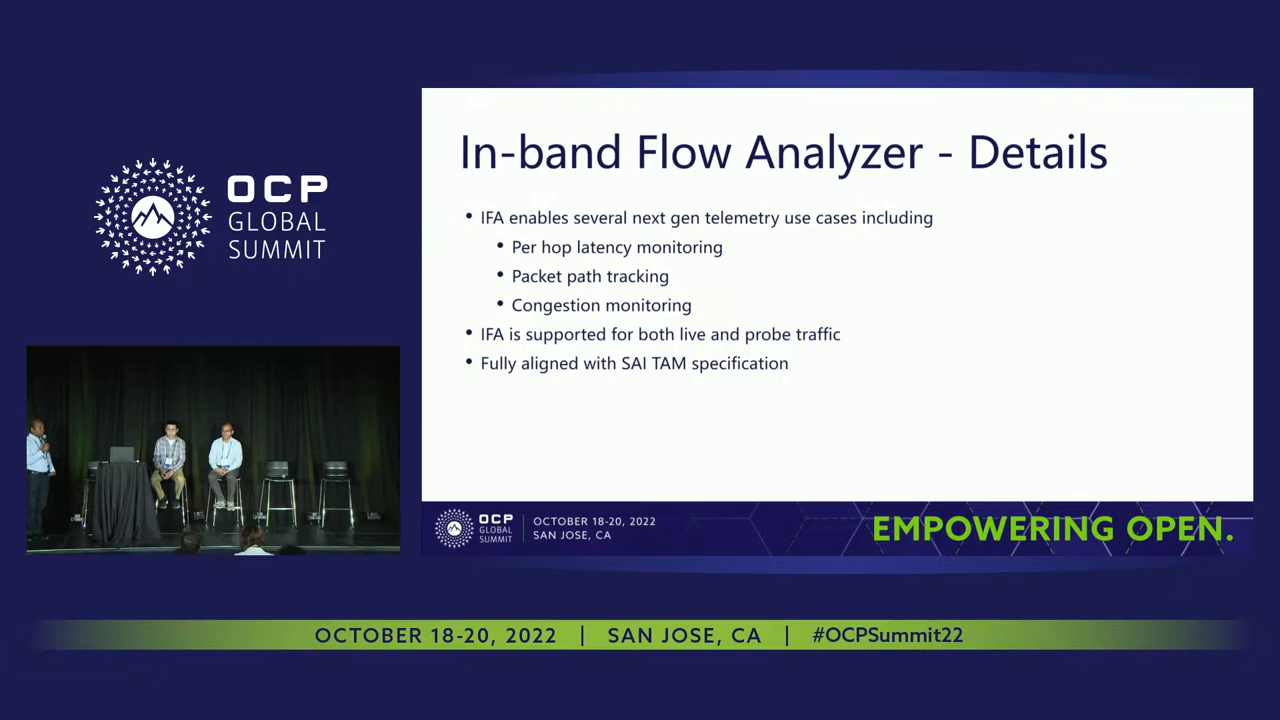 OCP
GLOBAL
SUMMIT
In-band Flow Analyzer - Details
• IFA enables several next gen telemetry use cases including
• Per hop latency monitoring
• Packet path tracking
• Congestion monitoring
• IFA is supported for both live and probe traffic
• Fully aligned with SAI TAM specification
OCP
GLOBAL
SUMMIT
OCTOBER 18-20, 2022
SAN JOSE, CA
EMPOWERING OPEN.
OCTOBER 18-20, 2022 | SAN JOSE, CA | #OCPSummit22